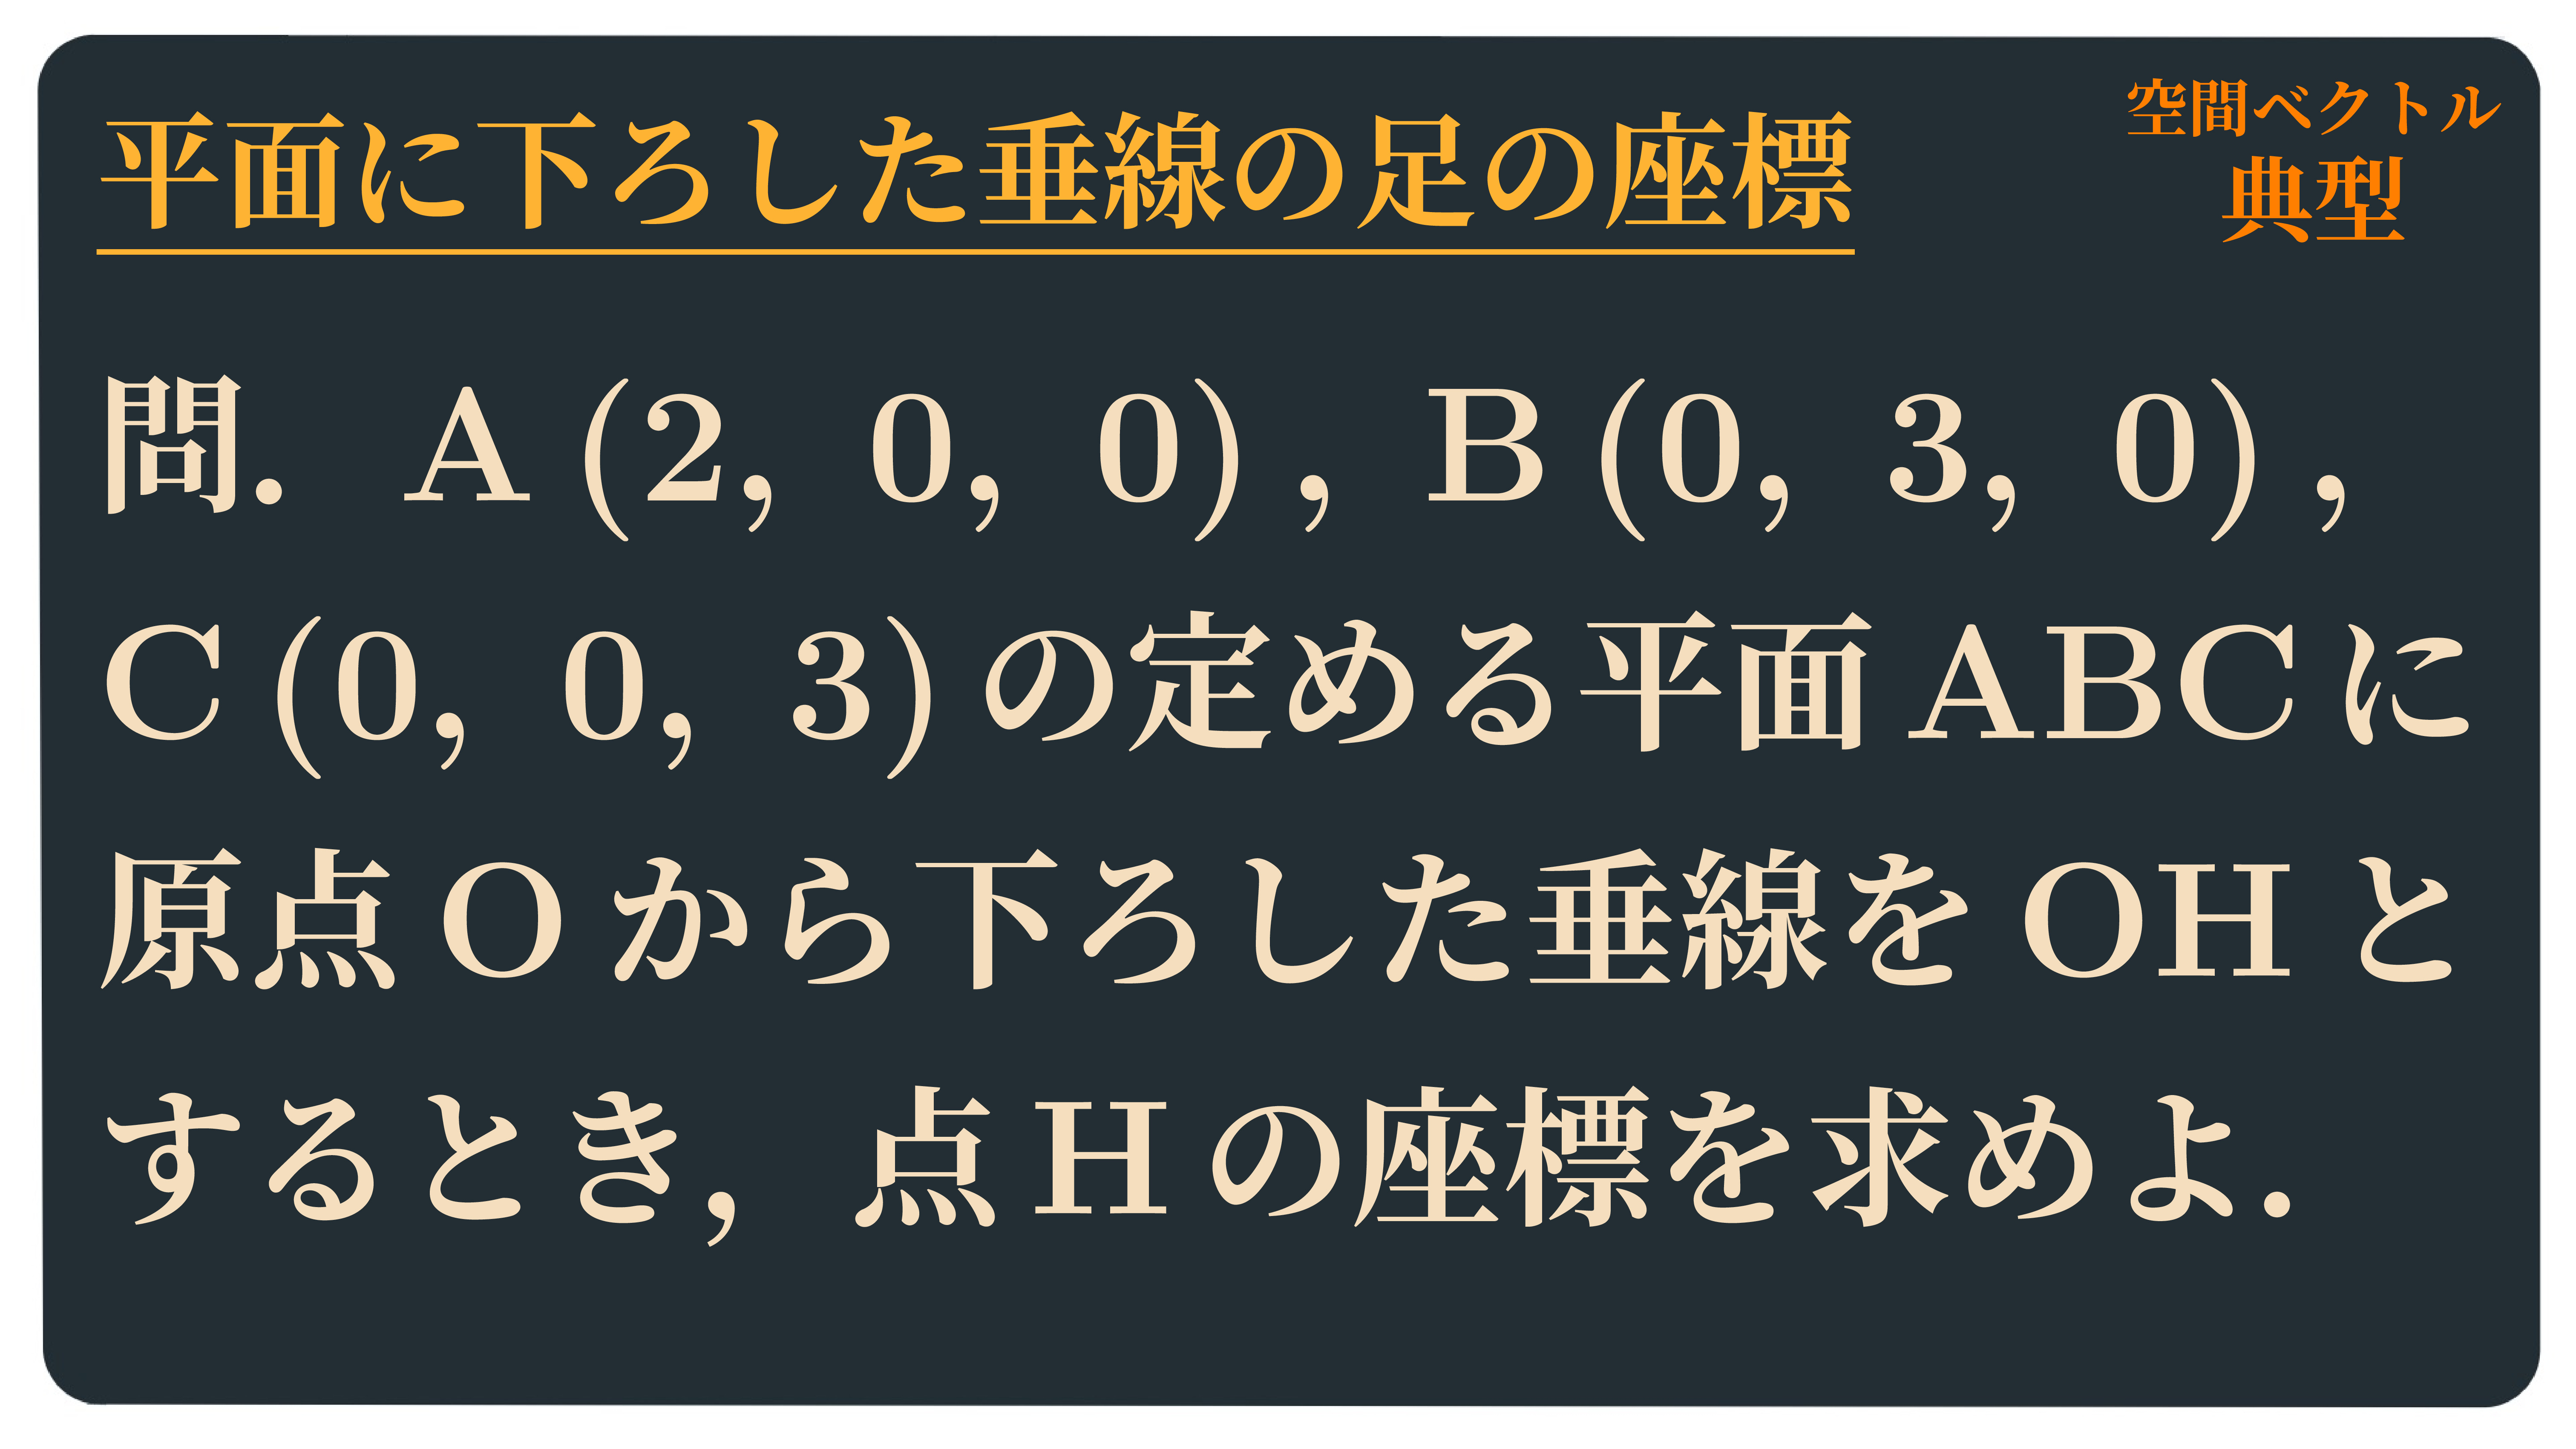 平面に下ろした垂線の足の座標
空間ベクトル
典型
問. A (2, 0, 0) , B (0, 3, 0) ,
C (0, 0, 3) の定める平面 ABC に
原点 O から下ろした垂線を OH と
するとき, 点 H の座標を求めよ.